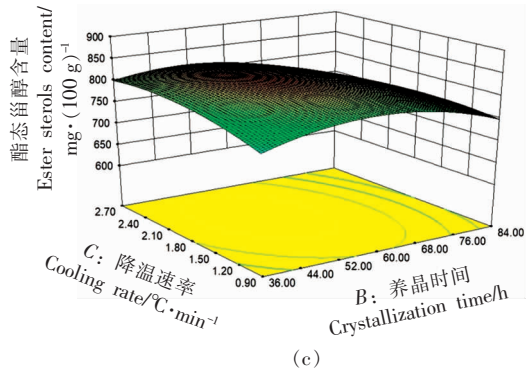 酯态甾醇含量/
Ester sterols content/
mg·(100 g)⁻¹
900
850
800
750
700
650
600
2.70
2.40
2.10
1.80
1.50
1.20
0.90
36.00
44.00
52.00
60.00
68.00
76.00
84.00
C：降温速率
Cooling rate/℃·min⁻¹
B：养晶时间
Crystallization time/h
(c)